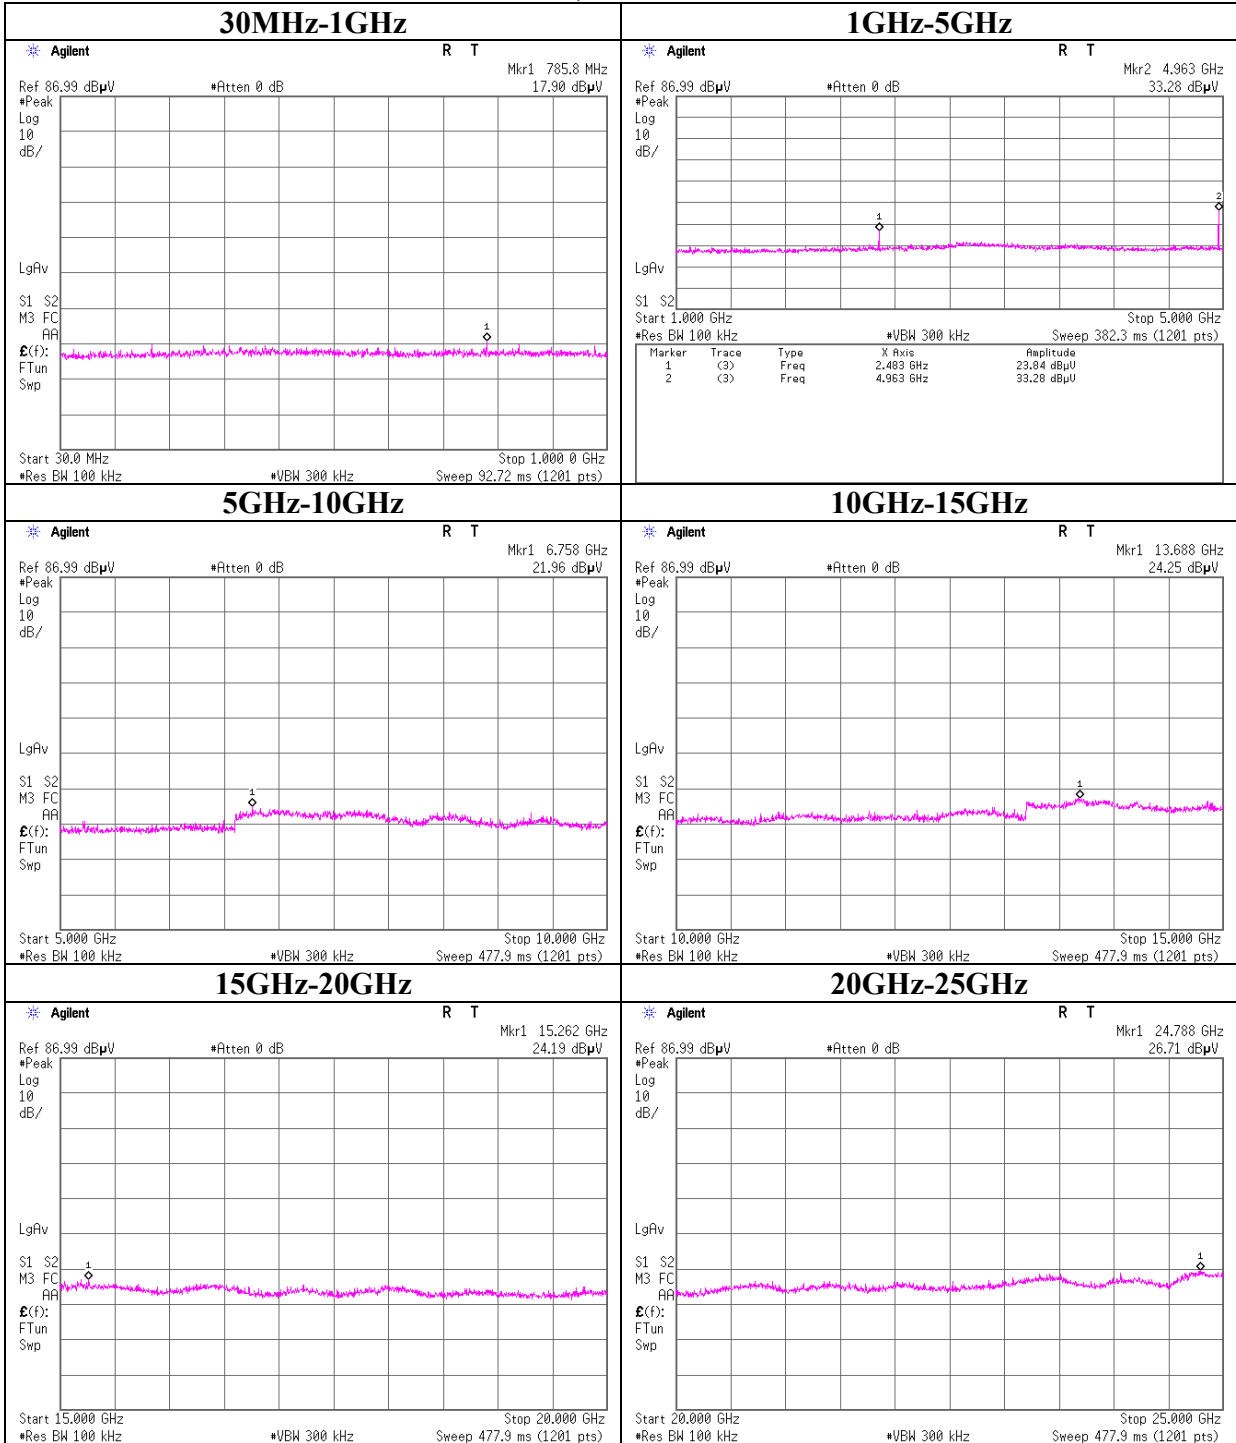 30MHz-1GHz
Agilent
R T
Mkr1 785.8 MHz
Ref 86.99 dBµV #Atten 0 dB 17.90 dBµV
#Peak
Log
10
dB/
1
LgAv
S1 S2
M3 FC
AA
£(f):
FTun
Swp
Start 30.0 MHz Stop 1.000 0 GHz
#Res BW 100 kHz #VBW 300 kHz Sweep 92.72 ms (1201 pts)
1GHz-5GHz
Agilent
R T
Mkr2 4.963 GHz
Ref 86.99 dBµV #Atten 0 dB 33.28 dBµV
#Peak
Log
10
dB/
1
2
LgAv
S1 S2
Start 1.000 GHz Stop 5.000 GHz
#Res BW 100 kHz #VBW 300 kHz Sweep 382.3 ms (1201 pts)
Marker Trace Type X Axis Amplitude
1 (3) Freq 2.483 GHz 23.84 dBµV
2 (3) Freq 4.963 GHz 33.28 dBµV
5GHz-10GHz
Agilent
R T
Mkr1 6.758 GHz
Ref 86.99 dBµV #Atten 0 dB 21.96 dBµV
#Peak
Log
10
dB/
1
LgAv
S1 S2
M3 FC
AA
£(f):
FTun
Swp
Start 5.000 GHz Stop 10.000 GHz
#Res BW 100 kHz #VBW 300 kHz Sweep 477.9 ms (1201 pts)
10GHz-15GHz
Agilent
R T
Mkr1 13.688 GHz
Ref 86.99 dBµV #Atten 0 dB 24.25 dBµV
#Peak
Log
10
dB/
1
LgAv
S1 S2
M3 FC
AA
£(f):
FTun
Swp
Start 10.000 GHz Stop 15.000 GHz
#Res BW 100 kHz #VBW 300 kHz Sweep 477.9 ms (1201 pts)
15GHz-20GHz
Agilent
R T
Mkr1 15.262 GHz
Ref 86.99 dBµV #Atten 0 dB 24.19 dBµV
#Peak
Log
10
dB/
1
LgAv
S1 S2
M3 FC
AA
£(f):
FTun
Swp
Start 15.000 GHz Stop 20.000 GHz
#Res BW 100 kHz #VBW 300 kHz Sweep 477.9 ms (1201 pts)
20GHz-25GHz
Agilent
R T
Mkr1 24.788 GHz
Ref 86.99 dBµV #Atten 0 dB 26.71 dBµV
#Peak
Log
10
dB/
1
LgAv
S1 S2
M3 FC
AA
£(f):
FTun
Swp
Start 20.000 GHz Stop 25.000 GHz
#Res BW 100 kHz #VBW 300 kHz Sweep 477.9 ms (1201 pts)